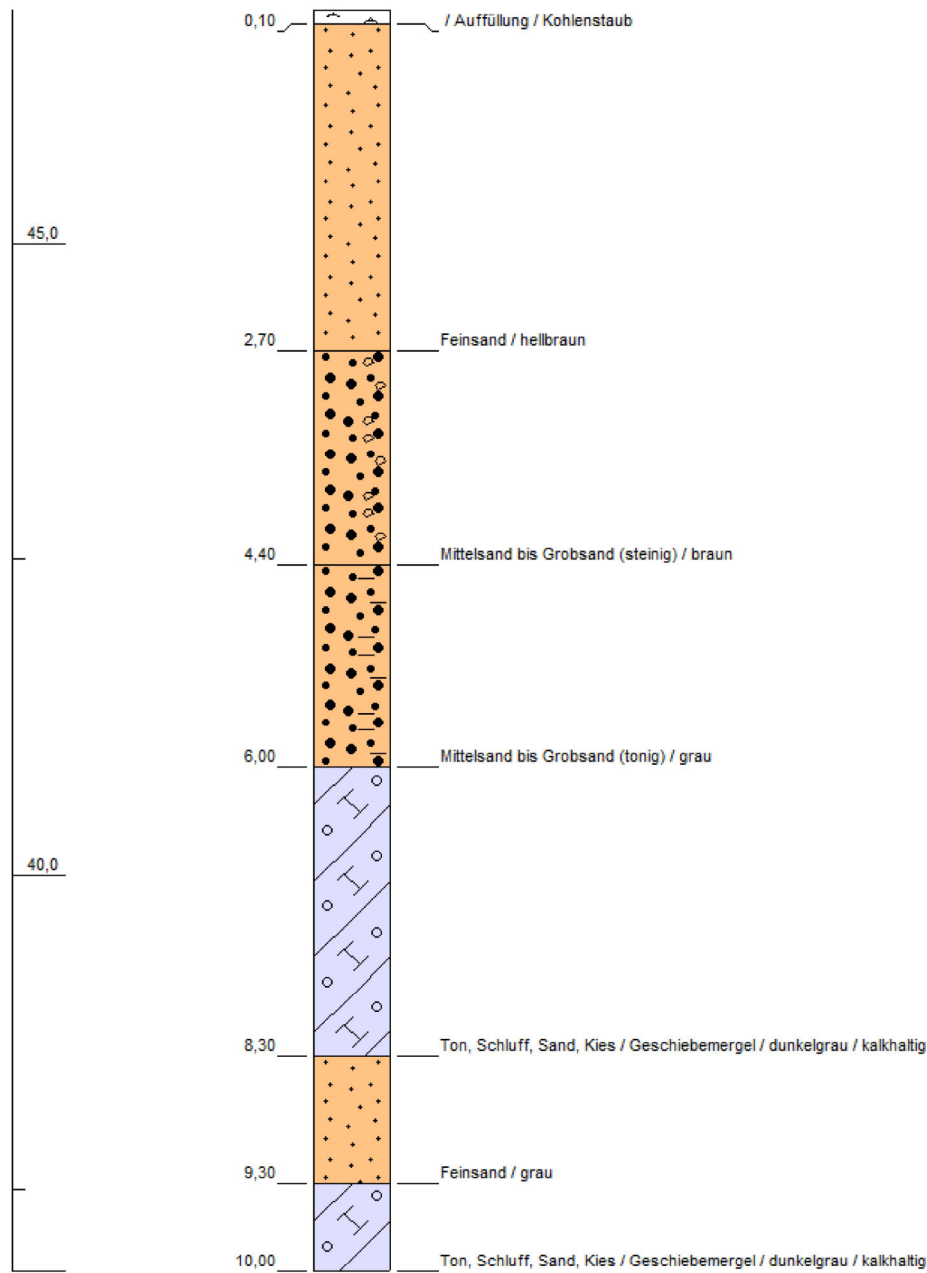 0,10 / Auffüllung / Kohlenstaub
45,0
2,70 Feinsand / hellbraun
4,40 Mittelsand bis Grobsand (steinig) / braun
6,00 Mittelsand bis Grobsand (tonig) / grau
40,0
8,30 Ton, Schluff, Sand, Kies / Geschiebemergel / dunkelgrau / kalkhaltig
9,30 Feinsand / grau
10,00 Ton, Schluff, Sand, Kies / Geschiebemergel / dunkelgrau / kalkhaltig